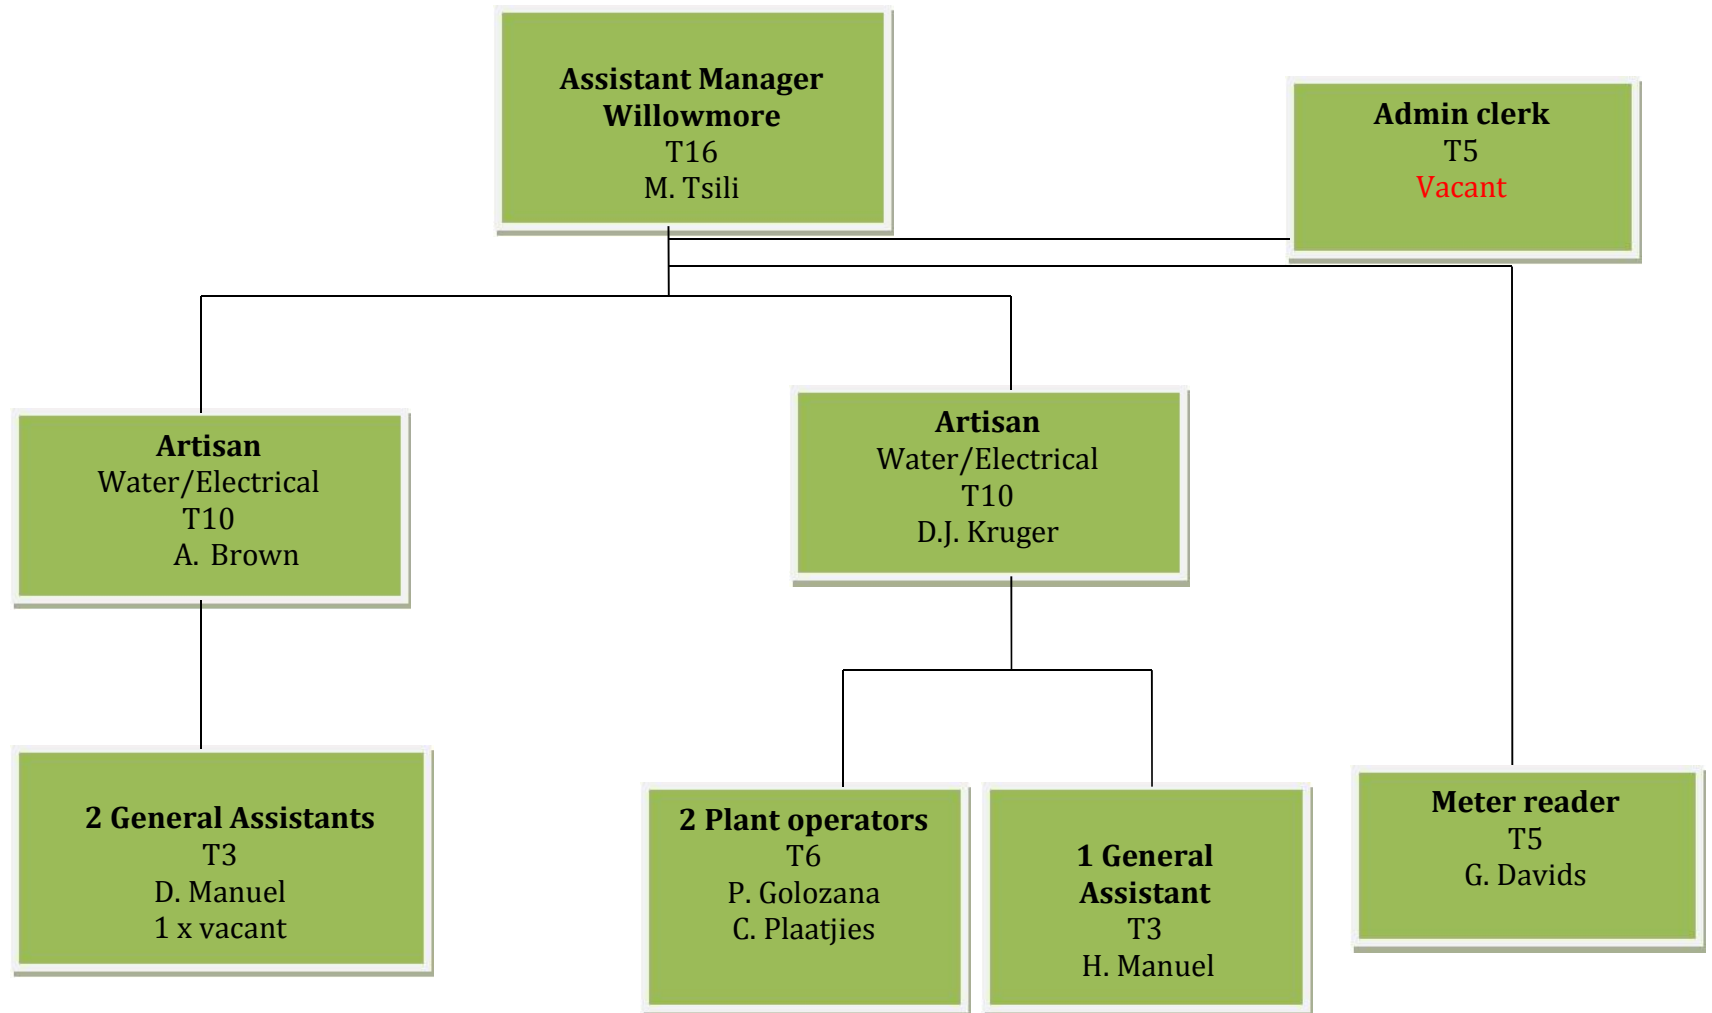 Assistant Manager
Willowmore
T16
M. Tsili
Admin clerk
T5
Vacant
Artisan
Water/Electrical
T10
A. Brown
Artisan
Water/Electrical
T10
D.J. Kruger
2 General Assistants
T3
D. Manuel
1 x vacant
2 Plant operators
T6
P. Golozana
C. Plaatjies
1 General
Assistant
T3
H. Manuel
Meter reader
T5
G. Davids